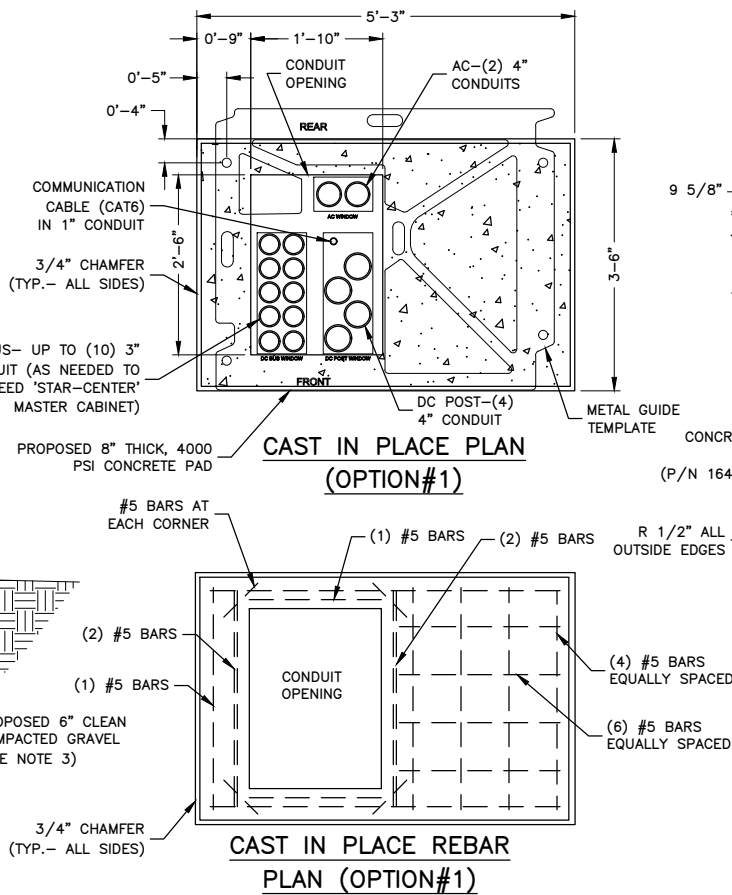 5'-3"
0'-9"
1'-10"
0'-5"
CONDUIT
OPENING
AC-(2) 4"
CONDUITS
0'-4"
REAR
COMMUNICATION
CABLE (CAT6)
IN 1" CONDUIT
AC WINDOW
2'-6"
3-6"
9 5/8"
3/4" CHAMFER
(TYP.- ALL SIDES)
US- UP TO (10) 3"
UIT (AS NEEDED TO
EED 'STAR-CENTER'
MASTER CABINET)
DC BUS WINDOW
DC POST WINDOW
FRONT
DC POST-(4)
4" CONDUIT
METAL GUIDE
TEMPLATE
PROPOSED 8" THICK, 4000
PSI CONCRETE PAD
CAST IN PLACE PLAN
(OPTION#1)
CONCR
(P/N 164
#5 BARS AT
EACH CORNER
(1) #5 BARS
(2) #5 BARS
R 1/2" ALL
OUTSIDE EDGES
(2) #5 BARS
(1) #5 BARS
CONDUIT
OPENING
(4) #5 BARS
EQUALLY SPACED
(6) #5 BARS
EQUALLY SPACED
OPOSED 6" CLEAN
MPACTED GRAVEL
E NOTE 3)
3/4" CHAMFER
(TYP.- ALL SIDES)
CAST IN PLACE REBAR
PLAN (OPTION#1)